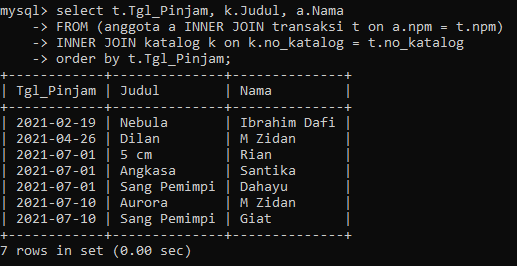 mysql> select t.Tgl_Pinjam, k.Judul, a.Nama
    -> FROM (anggota a INNER JOIN transaksi t on a.npm = t.npm)
    -> INNER JOIN katalog k on k.no_katalog = t.no_katalog
    -> order by t.Tgl_Pinjam;
+------------+--------------+--------------+
| Tgl_Pinjam | Judul        | Nama         |
+------------+--------------+--------------+
| 2021-02-19 | Nebula       | Ibrahim Dafi |
| 2021-04-26 | Dilan        | M Zidan      |
| 2021-07-01 | 5 cm         | Rian         |
| 2021-07-01 | Angkasa      | Santika      |
| 2021-07-01 | Sang Pemimpi | Dahayu       |
| 2021-07-10 | Aurora       | M Zidan      |
| 2021-07-10 | Sang Pemimpi | Giat         |
+------------+--------------+--------------+
7 rows in set (0.00 sec)